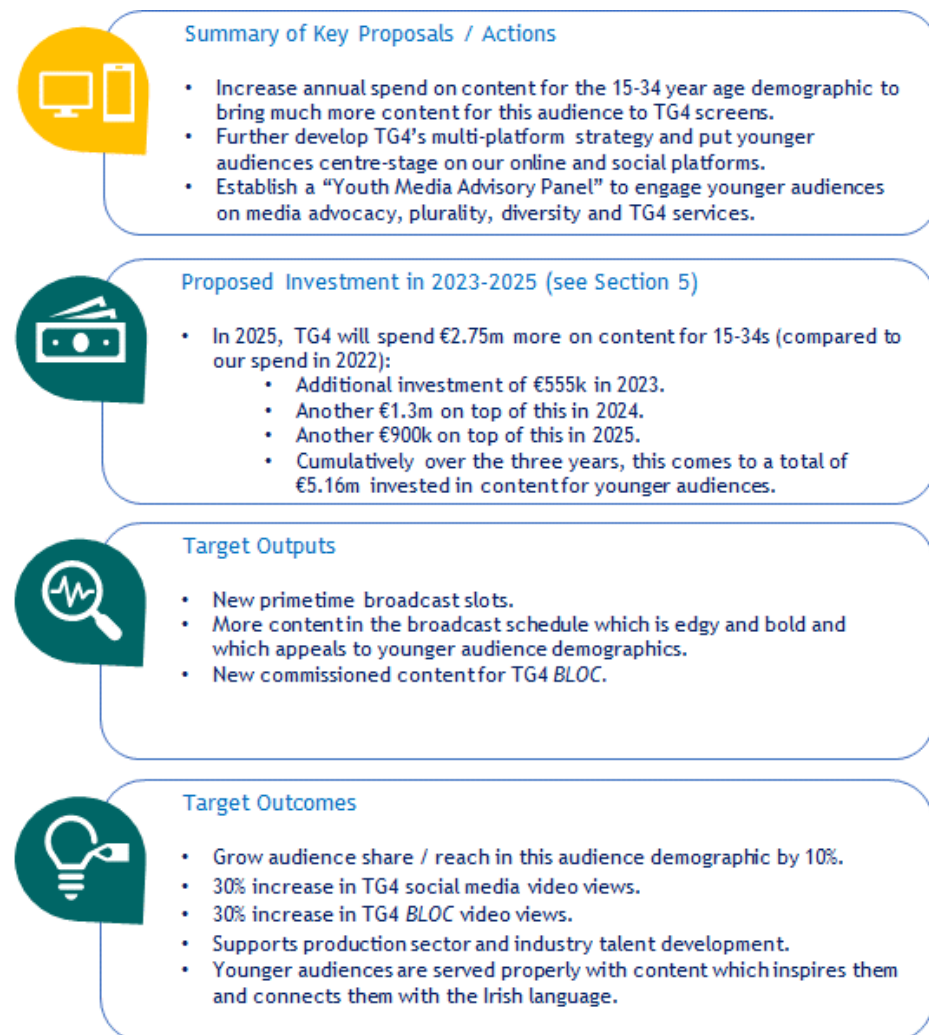 Summary of Key Proposals / Actions
• Increase annual spend on content for the 15-34 year age demographic to
bring much more content for this audience to TG4 screens.
• Further develop TG4's multi-platform strategy and put younger
audiences centre-stage on our online and social platforms.
• Establish a “Youth Media Advisory Panel” to engage younger audiences
on media advocacy, plurality, diversity and TG4 services.
Proposed Investment in 2023-2025 (see Section 5)
• In 2025, TG4 will spend €2.75m more on content for 15-34s (compared to
our spend in 2022):
• Additional investment of €555k in 2023.
• Another €1.3m on top of this in 2024.
• Another €900k on top of this in 2025.
• Cumulatively over the three years, this comes to a total of
€5.16m invested in content for younger audiences.
Target Outputs
• New primetime broadcast slots.
• More content in the broadcast schedule which is edgy and bold and
which appeals to younger audience demographics.
• New commissioned content for TG4 BLOC.
Target Outcomes
• Grow audience share / reach in this audience demographic by 10%.
• 30% increase in TG4 social media video views.
• 30% increase in TG4 BLOC video views.
• Supports production sector and industry talent development.
• Younger audiences are served properly with content which inspires them
and connects them with the Irish language.